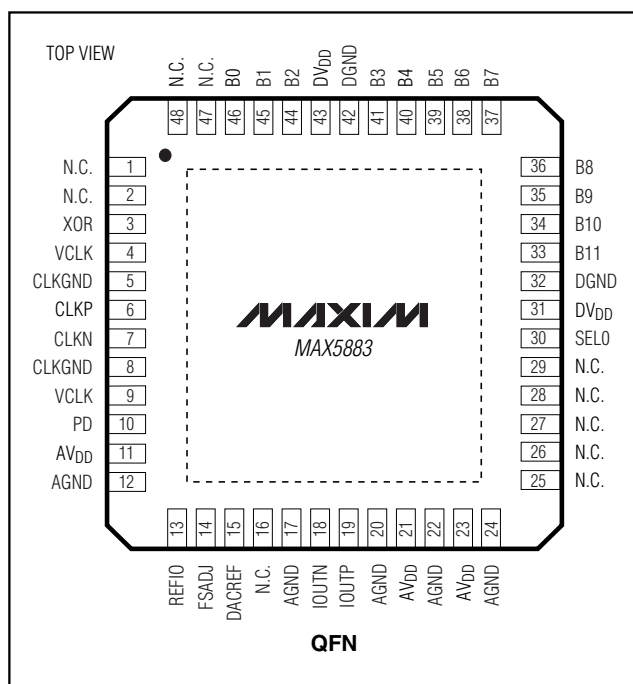 TOP VIEW
N.C. N.C. B0 B1 B2 DVDD DGND B3 B4 B5 B6 B7
48 47 46 45 44 43 42 41 40 39 38 37
N.C. 1
N.C. 2
XOR 3
VCLK 4
CLKGND 5
CLKP 6
CLKN 7
CLKGND 8
VCLK 9
PD 10
AVDD 11
AGND 12
MAXIM
MAX5883
36 B8
35 B9
34 B10
33 B11
32 DGND
31 DVDD
30 SEL0
29 N.C.
28 N.C.
27 N.C.
26 N.C.
25 N.C.
13 14 15 16 17 18 19 20 21 22 23 24
REFIO FSADJ DACREF N.C. AGND IOUTN IOUTP AGND AVDD AGND AVDD AGND
QFN